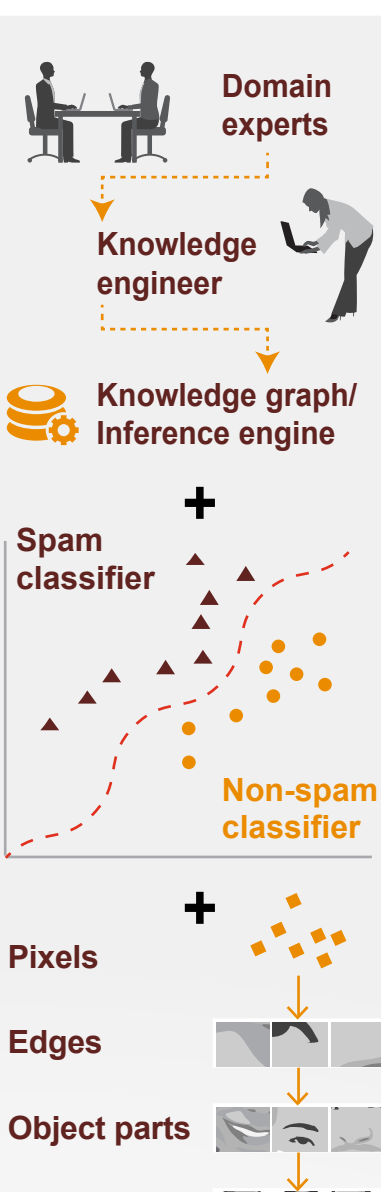 Domain
experts
Knowledge
engineer
Knowledge graph/
Inference engine
+
Spam
classifier
Non-spam
classifier
+
Pixels
Edges
Object parts